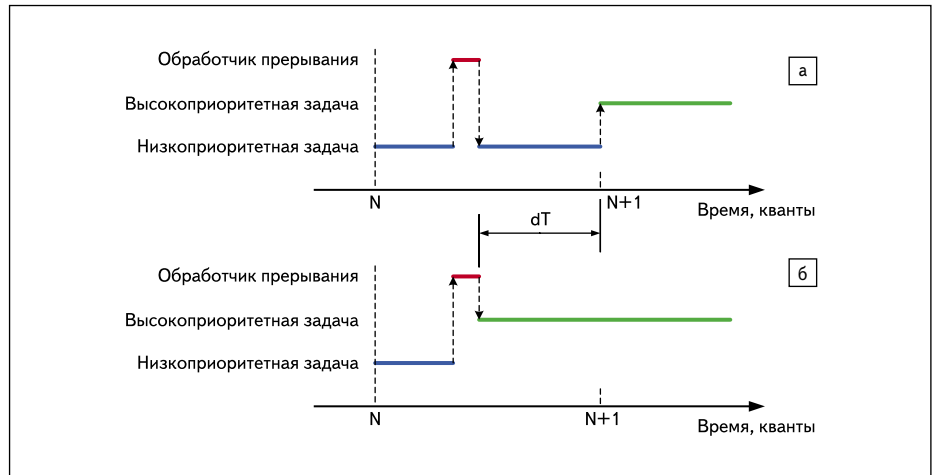 Обработчик прерывания
а
Высокоприоритетная задача
Низкоприоритетная задача
N
N+1
Время, кванты
dT
Обработчик прерывания
б
Высокоприоритетная задача
Низкоприоритетная задача
N
N+1
Время, кванты